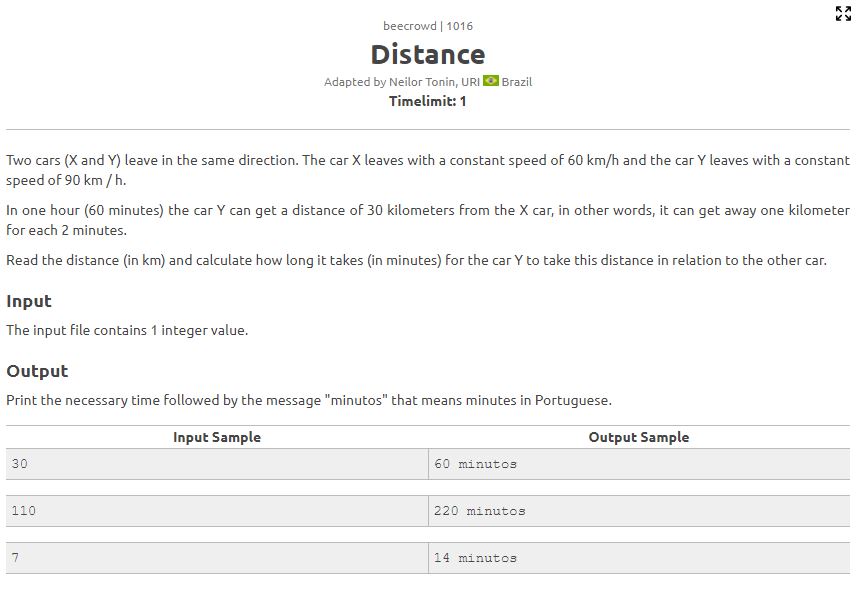 beecrowd | 1016
Distance
Adapted by Neilor Tonin, URI Brazil
Timelimit: 1
Two cars (X and Y) leave in the same direction. The car X leaves with a constant speed of 60 km/h and the car Y leaves with a constant
speed of 90 km / h.
In one hour (60 minutes) the car Y can get a distance of 30 kilometers from the X car, in other words, it can get away one kilometer
for each 2 minutes.
Read the distance (in km) and calculate how long it takes (in minutes) for the car Y to take this distance in relation to the other car.
Input
The input file contains 1 integer value.
Output
Print the necessary time followed by the message "minutos" that means minutes in Portuguese.
Input Sample Output Sample
30 60 minutos
110 220 minutos
7 14 minutos